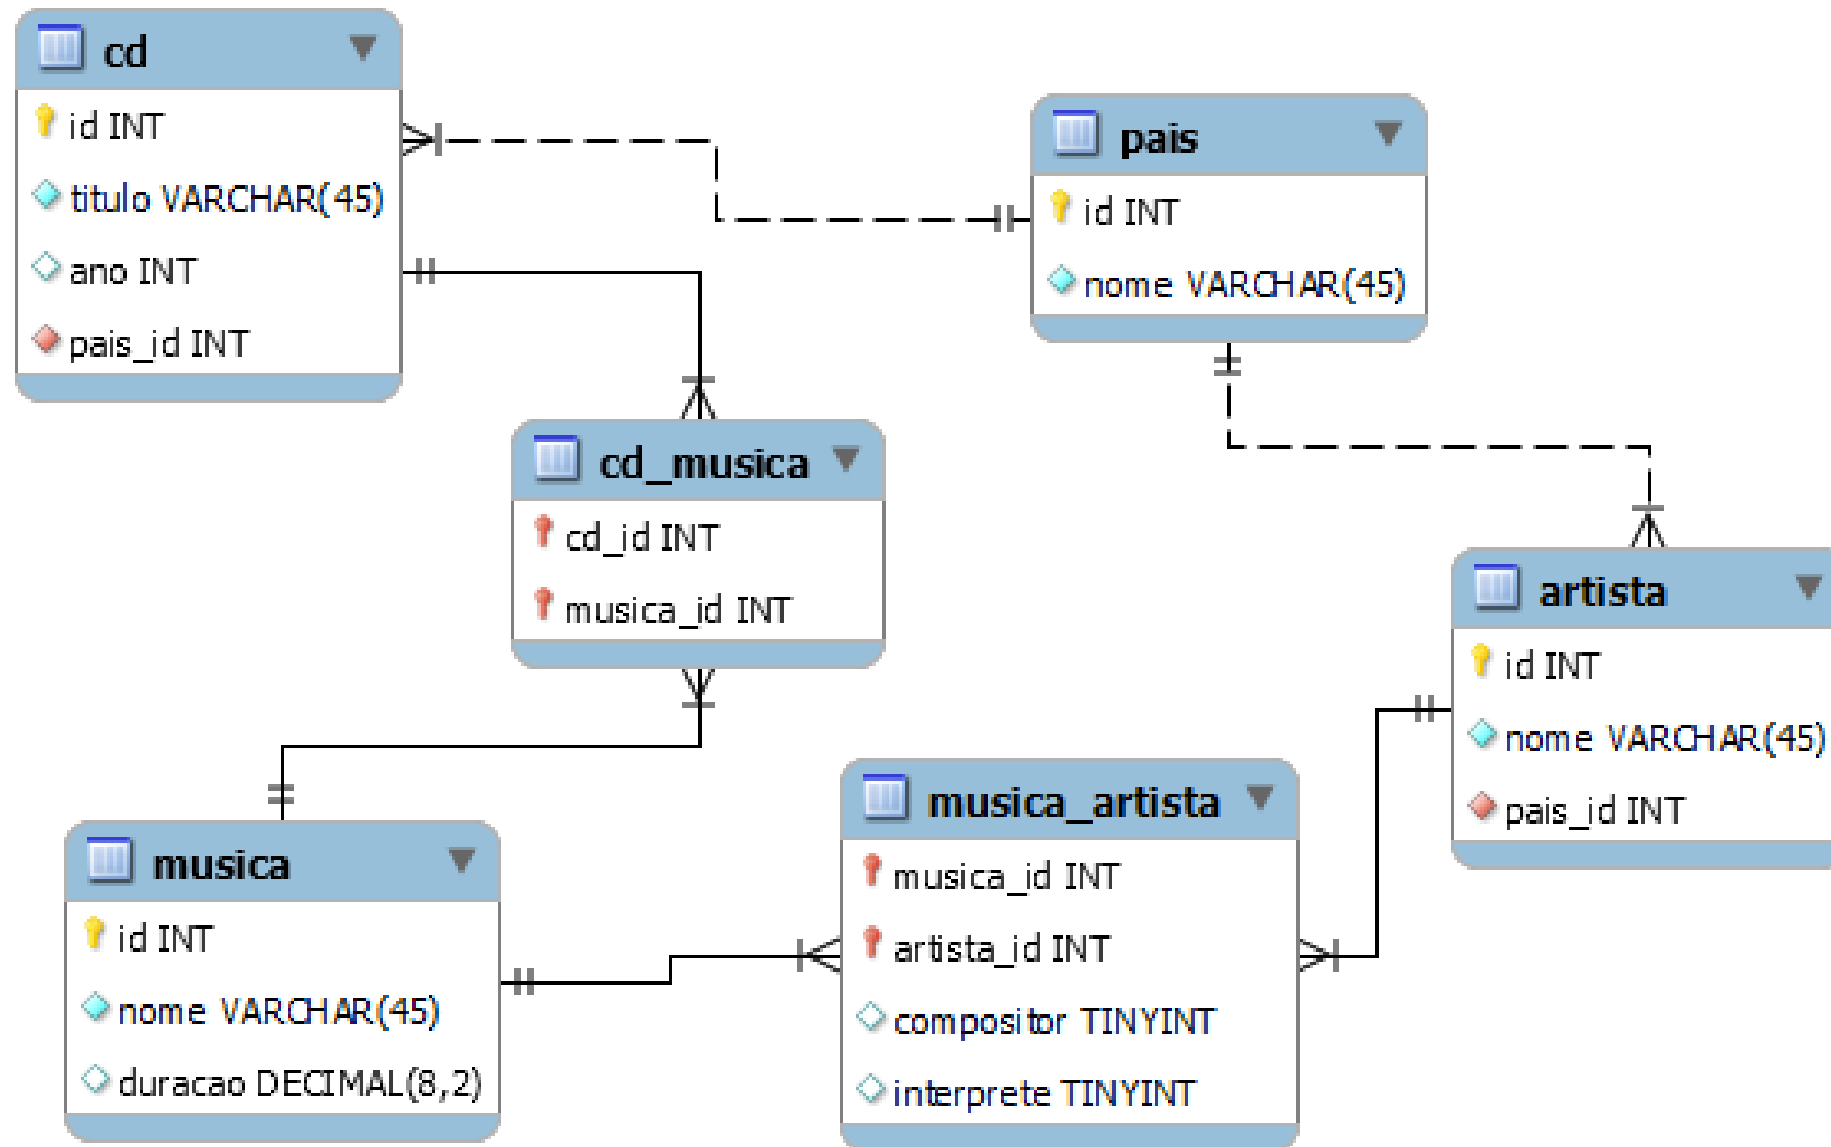 cd
id INT
titulo VARCHAR(45)
ano INT
pais_id INT
pais
id INT
nome VARCHAR(45)
cd_musica
cd_id INT
musica_id INT
artista
id INT
nome VARCHAR(45)
pais_id INT
musica
id INT
nome VARCHAR(45)
duracao DECIMAL(8,2)
musica_artista
musica_id INT
artista_id INT
compositor TINYINT
interprete TINYINT